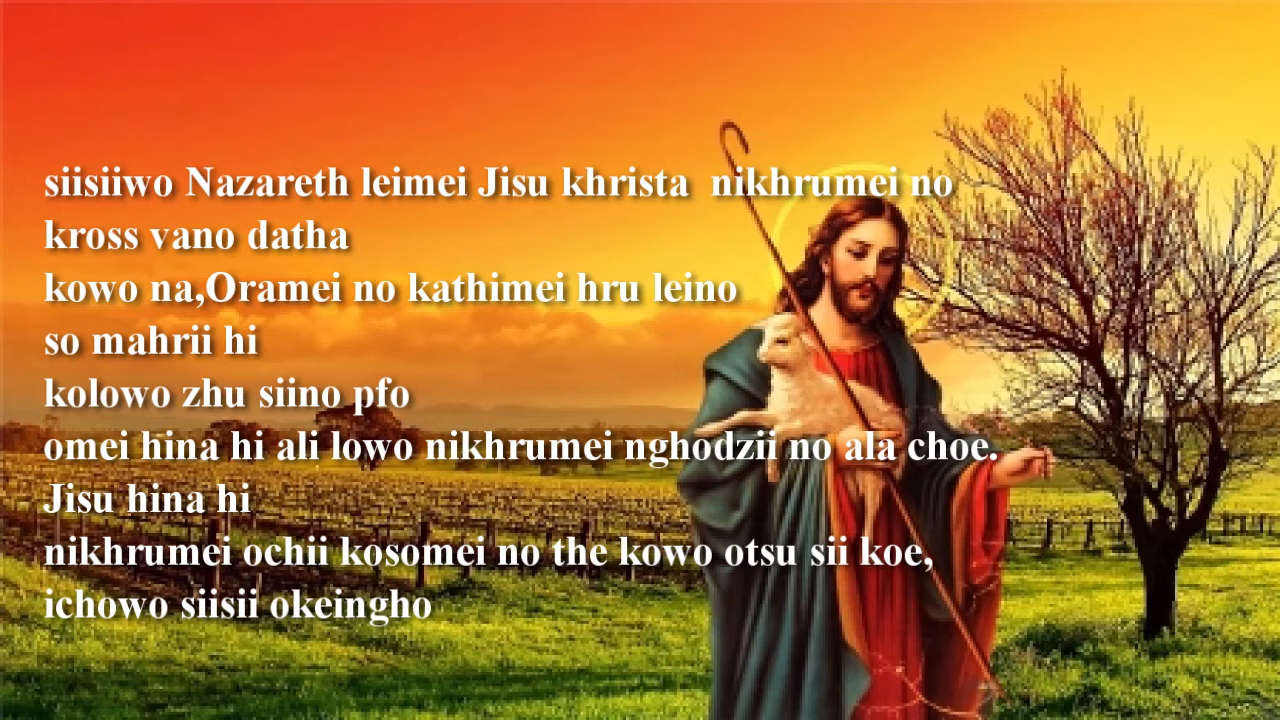 siisiiwo Nazareth leimei Jisu khrista nikhrumei no
kross vano datha
kowo na,Oramei no kathimei hru leino
so mahrii hi
kolowo zhu siino pfo
omei hina hi ali lowo nikhrumei nghodzii no ala choe.
Jisu hina hi
nikhrumei ochii kosomei no the kowo otsu sii koe,
ichowo siisii okeingho